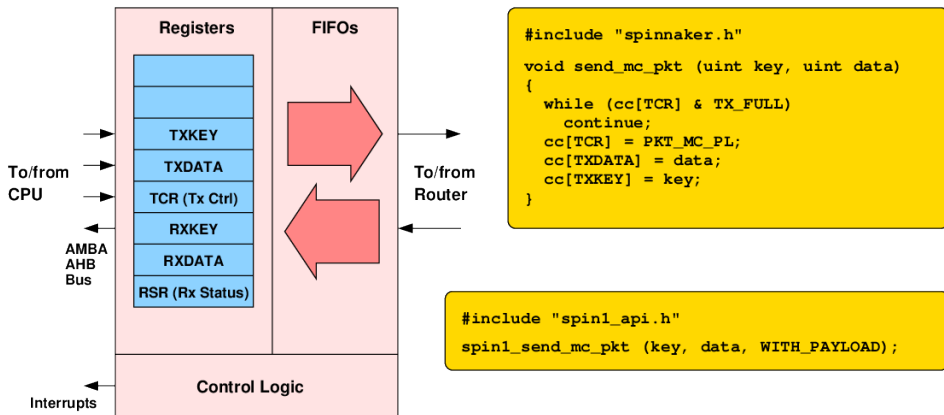 Registers
FIFOs
TXKEY
TXDATA
TCR (Tx Ctrl)
RXKEY
RXDATA
RSR (Rx Status)
To/from
CPU
AMBA
AHB
Bus
To/from
Router
Control Logic
Interrupts
#include "spinnaker.h"
void send_mc_pkt (uint key, uint data)
{
  while (cc[TCR] & TX_FULL)
    continue;
  cc[TCR] = PKT_MC_PL;
  cc[TXDATA] = data;
  cc[TXKEY] = key;
}
#include "spin1_api.h"
spin1_send_mc_pkt (key, data, WITH_PAYLOAD);